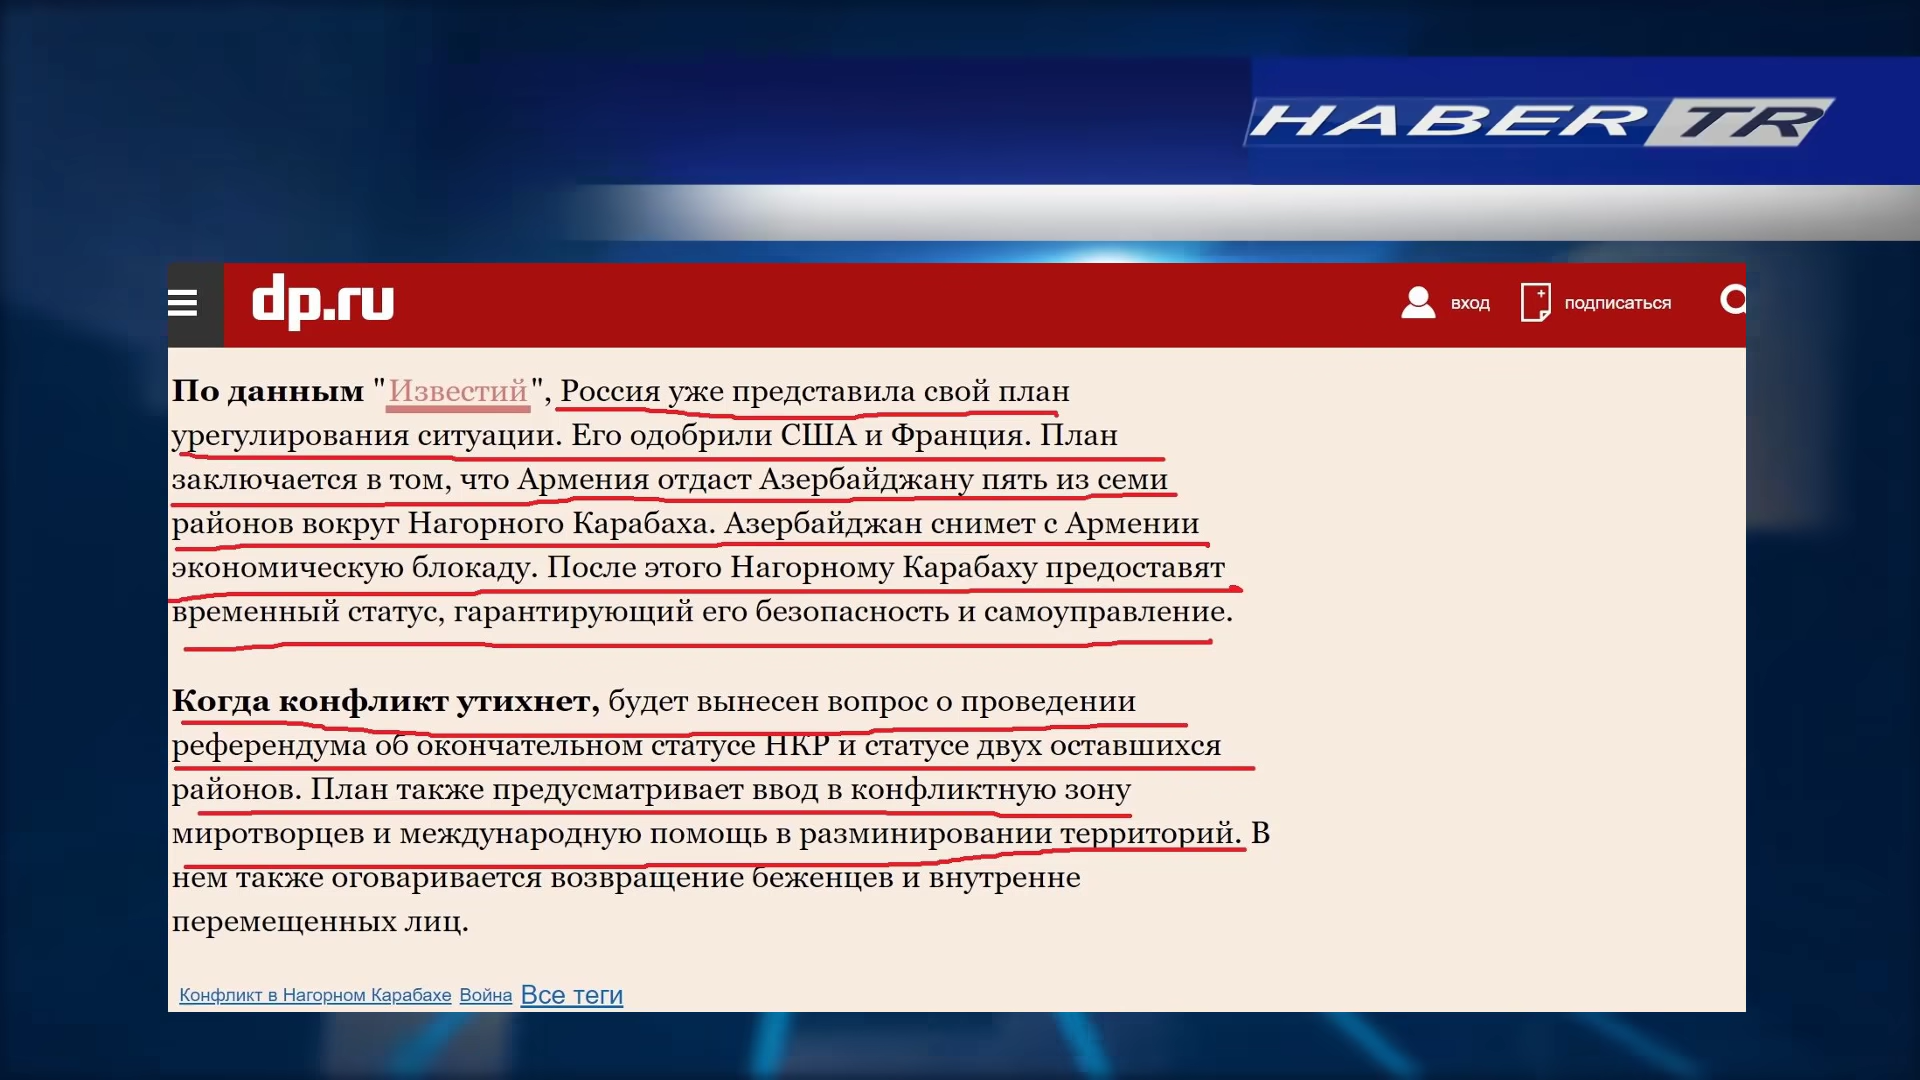 HABER TR
dp.ru
вход
подписаться
По данным "Известий", Россия уже представила свой план
урегулирования ситуации. Его одобрили США и Франция. План
заключается в том, что Армения отдаст Азербайджану пять из семи
районов вокруг Нагорного Карабаха. Азербайджан снимет с Армении
экономическую блокаду. После этого Нагорному Карабаху предоставят
временный статус, гарантирующий его безопасность и самоуправление.
Когда конфликт утихнет, будет вынесен вопрос о проведении
референдума об окончательном статусе НКР и статусе двух оставшихся
районов. План также предусматривает ввод в конфликтную зону
миротворцев и международную помощь в разминировании территорий. В
нем также оговаривается возвращение беженцев и внутренне
перемещенных лиц.
Конфликт в Нагорном Карабахе Война Все теги